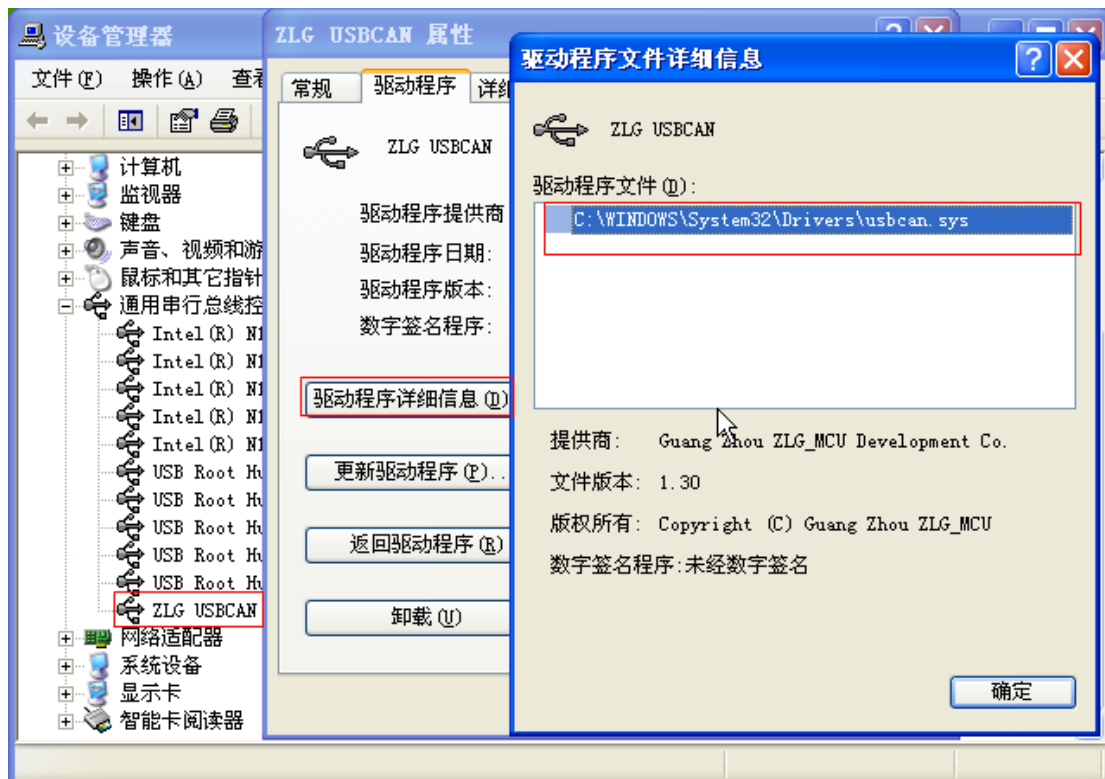 设备管理器
文件(F) 操作(A) 查看
计算机
监视器
键盘
声音、视频和游
鼠标和其它指针
通用串行总线控
Intel(R) N1
Intel(R) N1
Intel(R) N1
Intel(R) N1
Intel(R) N1
USB Root Hu
USB Root Hu
USB Root Hu
USB Root Hu
USB Root Hu
ZLG USBCAN
网络适配器
系统设备
显示卡
智能卡阅读器
ZLG USBCAN 属性
常规 驱动程序 详细
ZLG USBCAN
驱动程序提供商
驱动程序日期:
驱动程序版本:
数字签名程序:
驱动程序详细信息(D)
更新驱动程序(P)..
返回驱动程序(R)
卸载(U)
驱动程序文件详细信息
ZLG USBCAN
驱动程序文件(D):
C:\WINDOWS\System32\Drivers\usbcan.sys
提供商: Guang Zhou ZLG_MCU Development Co.
文件版本: 1.30
版权所有: Copyright (C) Guang Zhou ZLG_MCU
数字签名程序:未经数字签名
确定